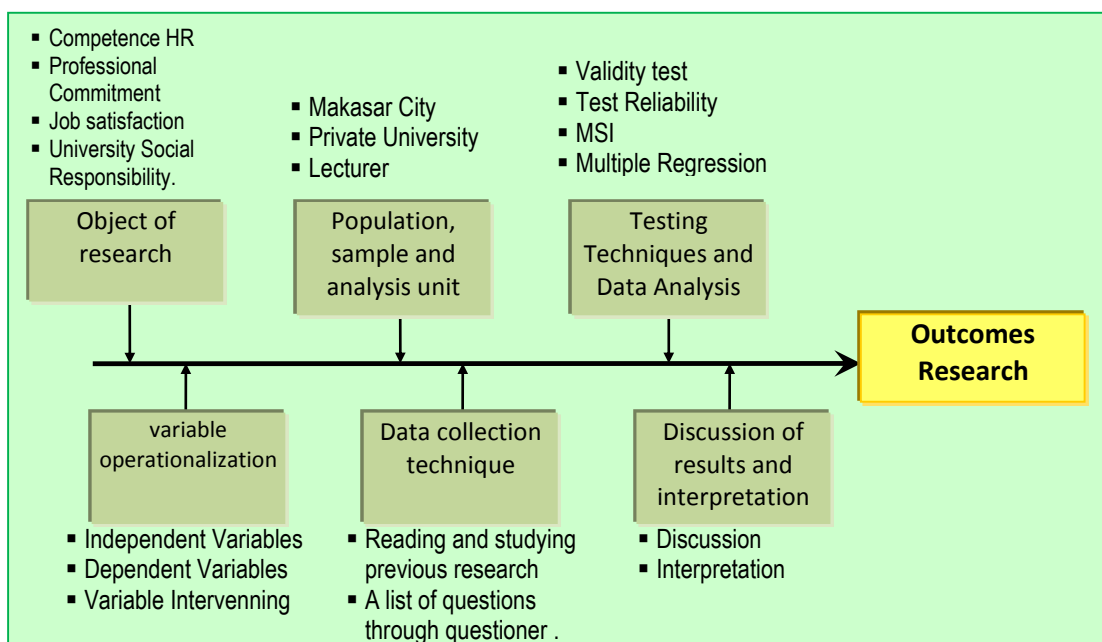 ▪ Competence HR
▪ Professional
Commitment
▪ Job satisfaction
▪ University Social
Responsibility.
▪ Makasar City
▪ Private University
▪ Lecturer
▪ Validity test
▪ Test Reliability
▪ MSI
▪ Multiple Regression
Object of
research
Population,
sample and
analysis unit
Testing
Techniques and
Data Analysis
Outcomes
Research
variable
operationalization
Data collection
technique
Discussion of
results and
interpretation
▪ Independent Variables
▪ Dependent Variables
▪ Variable Intervenning
▪ Reading and studying
previous research
▪ A list of questions
through questioner .
▪ Discussion
▪ Interpretation